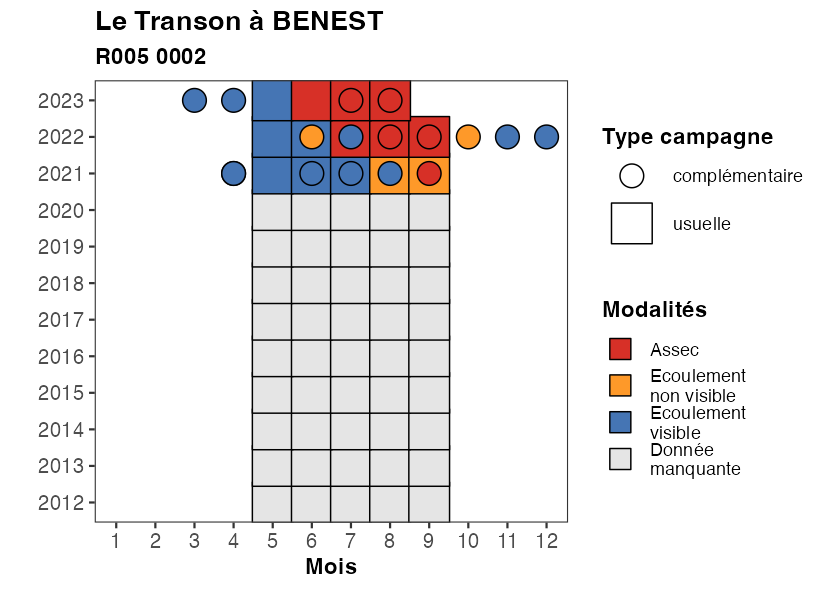 Le Transon à BENEST
R005 0002
2023
2022
2021
2020
2019
2018
2017
2016
2015
2014
2013
2012
1 2 3 4 5 6 7 8 9 10 11 12
Mois
Type campagne
complémentaire
usuelle
Modalités
Assec
Ecoulement
non visible
Ecoulement
visible
Donnée
manquante